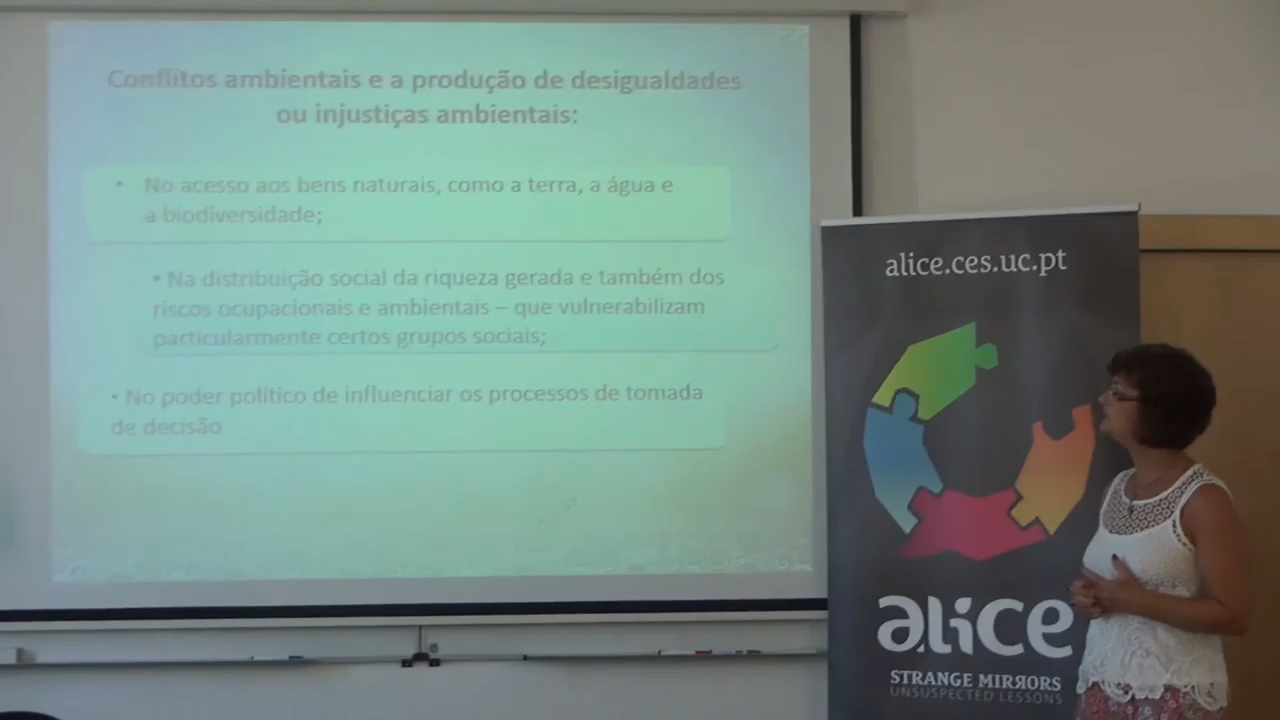 Conflitos ambientais e a produção de desigualdades
ou injustiças ambientais:
• No acesso aos bens naturais, como a terra, a água e
a biodiversidade;
• Na distribuição social da riqueza gerada e também dos
riscos ocupacionais e ambientais – que vulnerabilizam
particularmente certos grupos sociais;
• No poder político de influenciar os processos de tomada
de decisão
alice.ces.uc.pt
alice
STRANGE MIRЯORS
UNSUSPECTED LESSONS